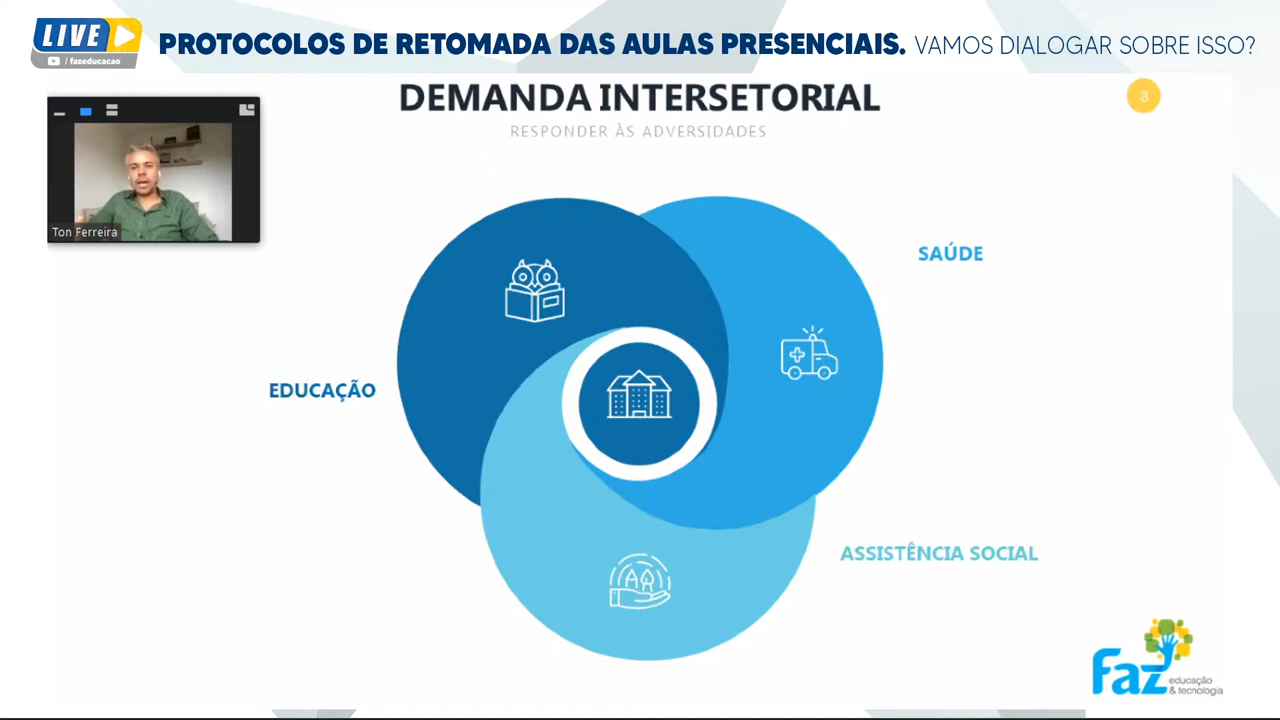 LIVE
/ fazeducacao
PROTOCOLOS DE RETOMADA DAS AULAS PRESENCIAIS. VAMOS DIALOGAR SOBRE ISSO?
DEMANDA INTERSETORIAL
8
RESPONDER ÀS ADVERSIDADES
Ton Ferreira
SAÚDE
EDUCAÇÃO
ASSISTÊNCIA SOCIAL
faz
educação
& tecnologia